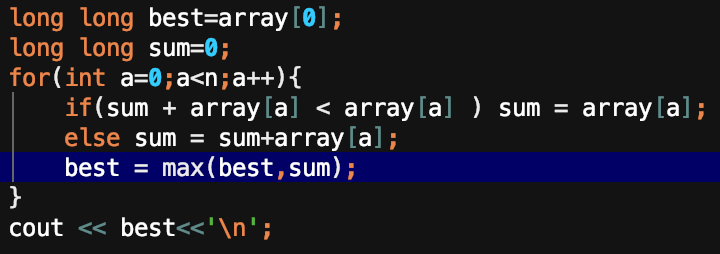 long long best=array[0];
long long sum=0;
for(int a=0;a<n;a++){
    if(sum + array[a] < array[a] ) sum = array[a];
    else sum = sum+array[a];
    best = max(best,sum);
}
cout << best<<'\n';